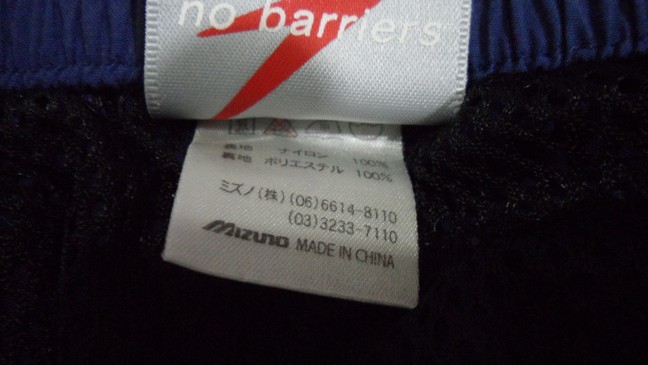 no barriers
表地 ナイロン 100%
裏地 ポリエステル 100%
ミズノ(株) (06)6614-8110
(03)3233-7110
Mizuno MADE IN CHINA